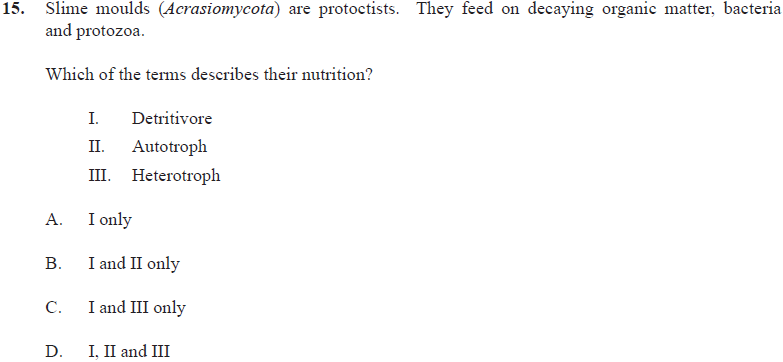 15. Slime moulds (Acrasiomycota) are protoctists. They feed on decaying organic matter, bacteria
and protozoa.
Which of the terms describes their nutrition?
I. Detritivore
II. Autotroph
III. Heterotroph
A. I only
B. I and II only
C. I and III only
D. I, II and III